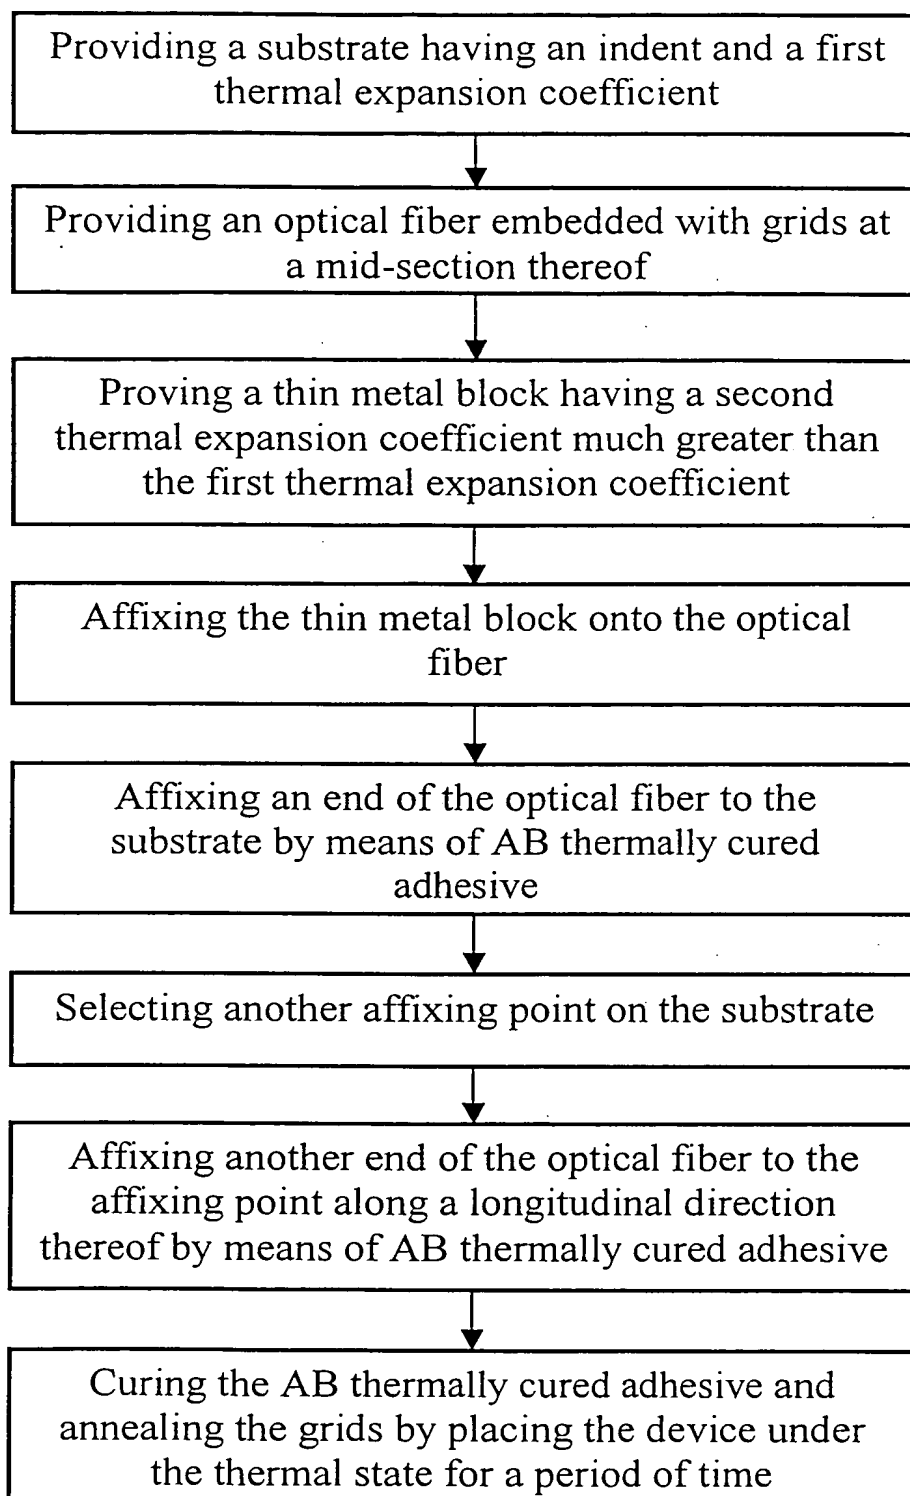 Providing a substrate having an indent and a first
thermal expansion coefficient
Providing an optical fiber embedded with grids at
a mid-section thereof
Proving a thin metal block having a second
thermal expansion coefficient much greater than
the first thermal expansion coefficient
Affixing the thin metal block onto the optical
fiber
Affixing an end of the optical fiber to the
substrate by means of AB thermally cured
adhesive
Selecting another affixing point on the substrate
Affixing another end of the optical fiber to the
affixing point along a longitudinal direction
thereof by means of AB thermally cured adhesive
Curing the AB thermally cured adhesive and
annealing the grids by placing the device under
the thermal state for a period of time